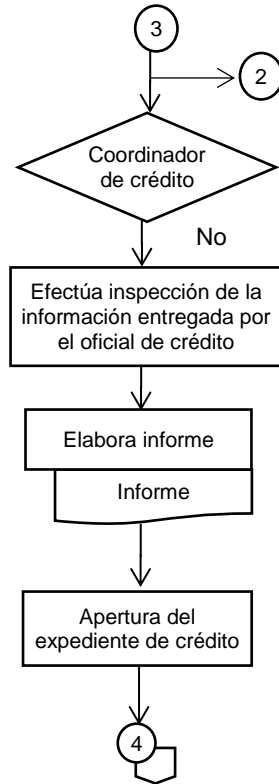 3
2
Coordinador
de crédito
No
Efectúa inspección de la
información entregada por
el oficial de crédito
Elabora informe
Informe
Apertura del
expediente de crédito
4